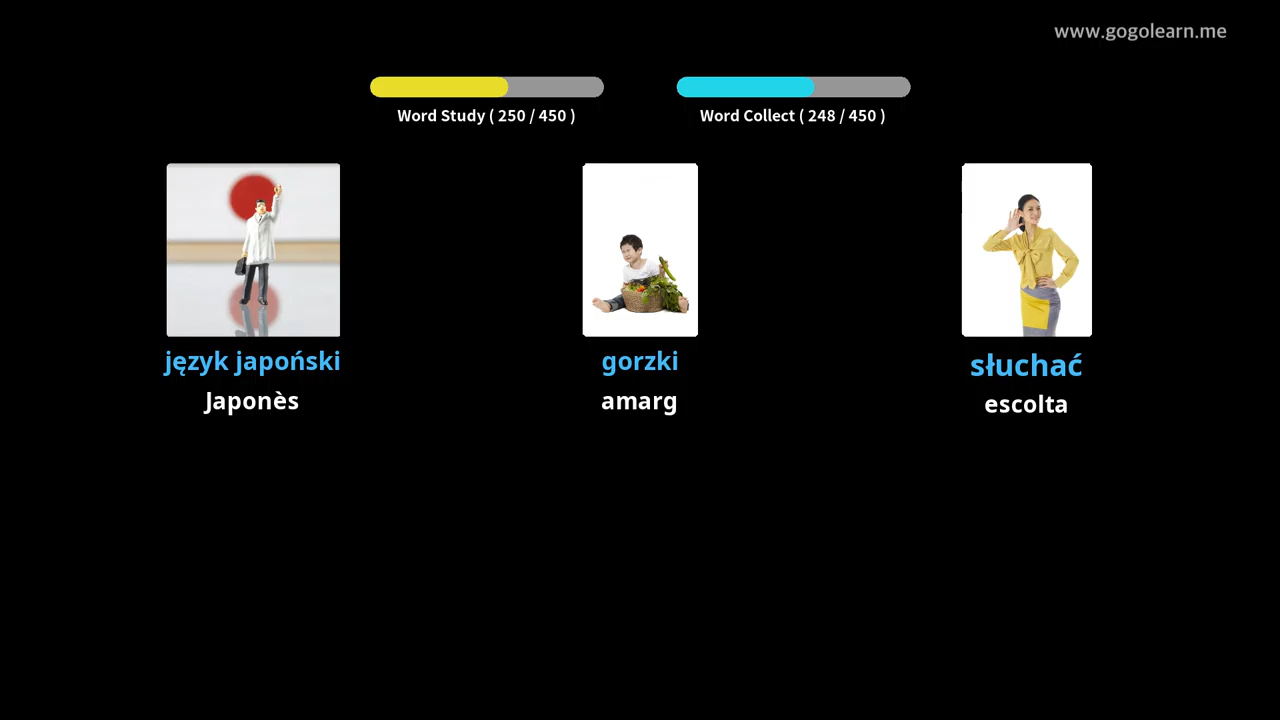 www.gogolearn.me
Word Study ( 250 / 450 )
Word Collect ( 248 / 450 )
język japoński
gorzki
słuchać
Japonès
amarg
escolta